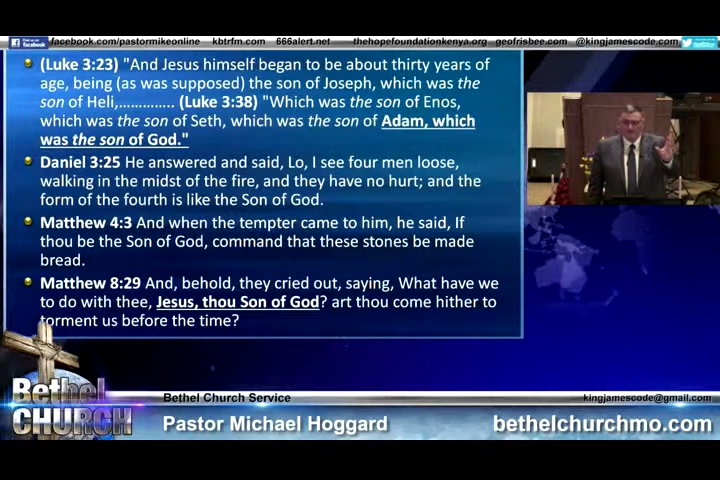 Find us on facebook facebook.com/pastormikeonline kbtrfm.com 666alert.net thehopefoundationkenya.org geofrisbee.com @kingjamescode
(Luke 3:23) "And Jesus himself began to be about thirty years of
age, being (as was supposed) the son of Joseph, which was the
son of Heli,............. (Luke 3:38) "Which was the son of Enos,
which was the son of Seth, which was the son of Adam, which
was the son of God."
Daniel 3:25 He answered and said, Lo, I see four men loose,
walking in the midst of the fire, and they have no hurt; and the
form of the fourth is like the Son of God.
Matthew 4:3 And when the tempter came to him, he said, If
thou be the Son of God, command that these stones be made
bread.
Matthew 8:29 And, behold, they cried out, saying, What have we
to do with thee, Jesus, thou Son of God? art thou come hither to
torment us before the time?
Bethel
CHURCH
Bethel Church Service kingjamescode@gmail.com
Pastor Michael Hoggard bethelchurchmo.com